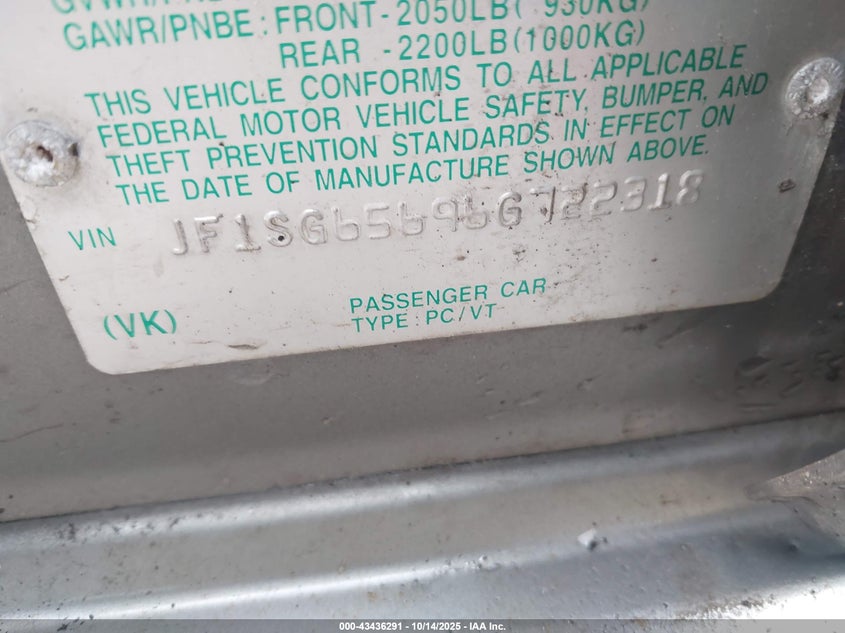 GAWR/PNBE: FRONT-2050LB( 930KG)
REAR -2200LB(1000KG)
THIS VEHICLE CONFORMS TO ALL APPLICABLE
FEDERAL MOTOR VEHICLE SAFETY, BUMPER, AND
THEFT PREVENTION STANDARDS IN EFFECT ON
THE DATE OF MANUFACTURE SHOWN ABOVE.
VIN JF1SG65696G722318
(VK) PASSENGER CAR
TYPE : PC/VT
000-43436291 - 10/14/2025 - IAA Inc.